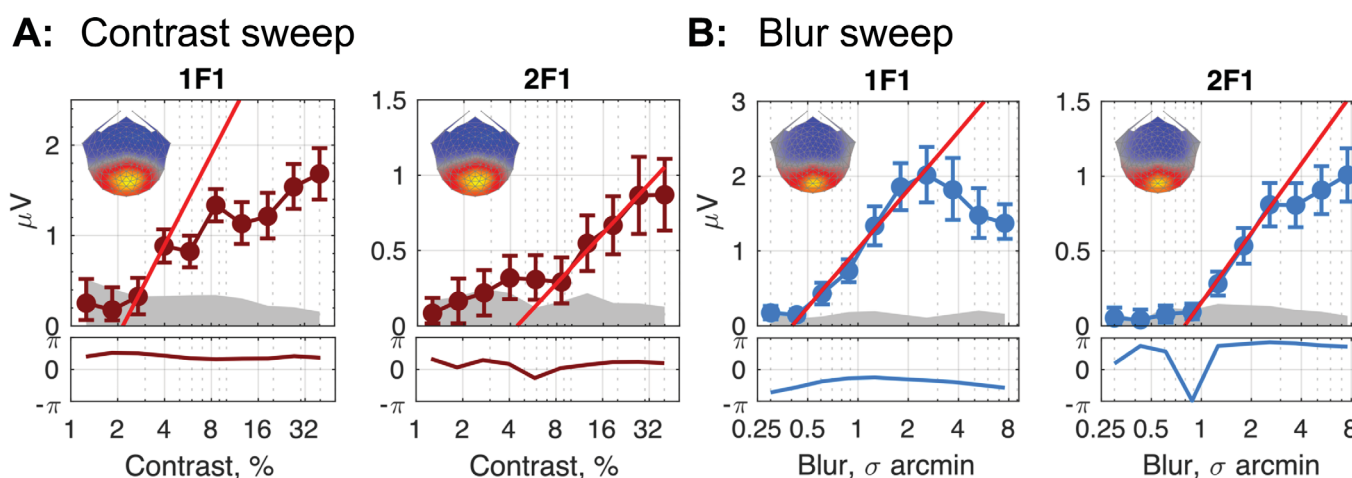 A: Contrast sweep
B: Blur sweep
1F1
2F1
1F1
2F1
μV
2
1
0
1.5
1
0.5
0
μV
3
2
1
0
1.5
1
0.5
0
π
0
-π
π
0
-π
π
0
-π
π
0
-π
1 2 4 8 16 32
1 2 4 8 16 32
0.25 0.5 1 2 4 8
0.25 0.5 1 2 4 8
Contrast, %
Contrast, %
Blur, σ arcmin
Blur, σ arcmin